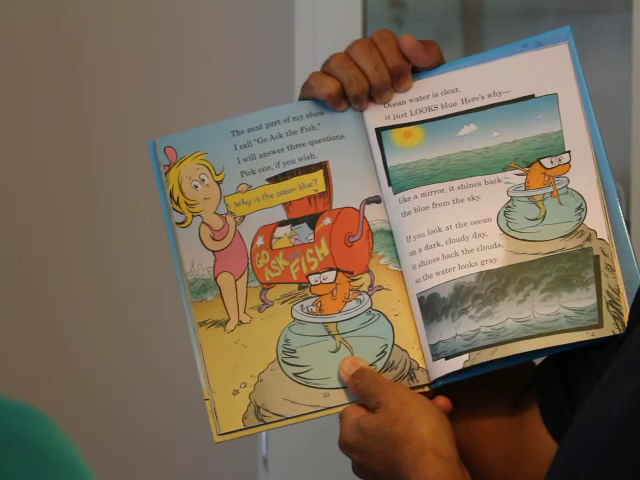 The next part of my show
I call "Go Ask the Fish."
I will answer three questions.
Pick one, if you wish.
Why is the ocean blue?
GO
ASK
FISH
Ocean water is clear,
it just LOOKS blue. Here's why—
like a mirror, it shines back
the blue from the sky.
If you look at the ocean
on a dark, cloudy day,
it shines back the clouds,
so the water looks gray.